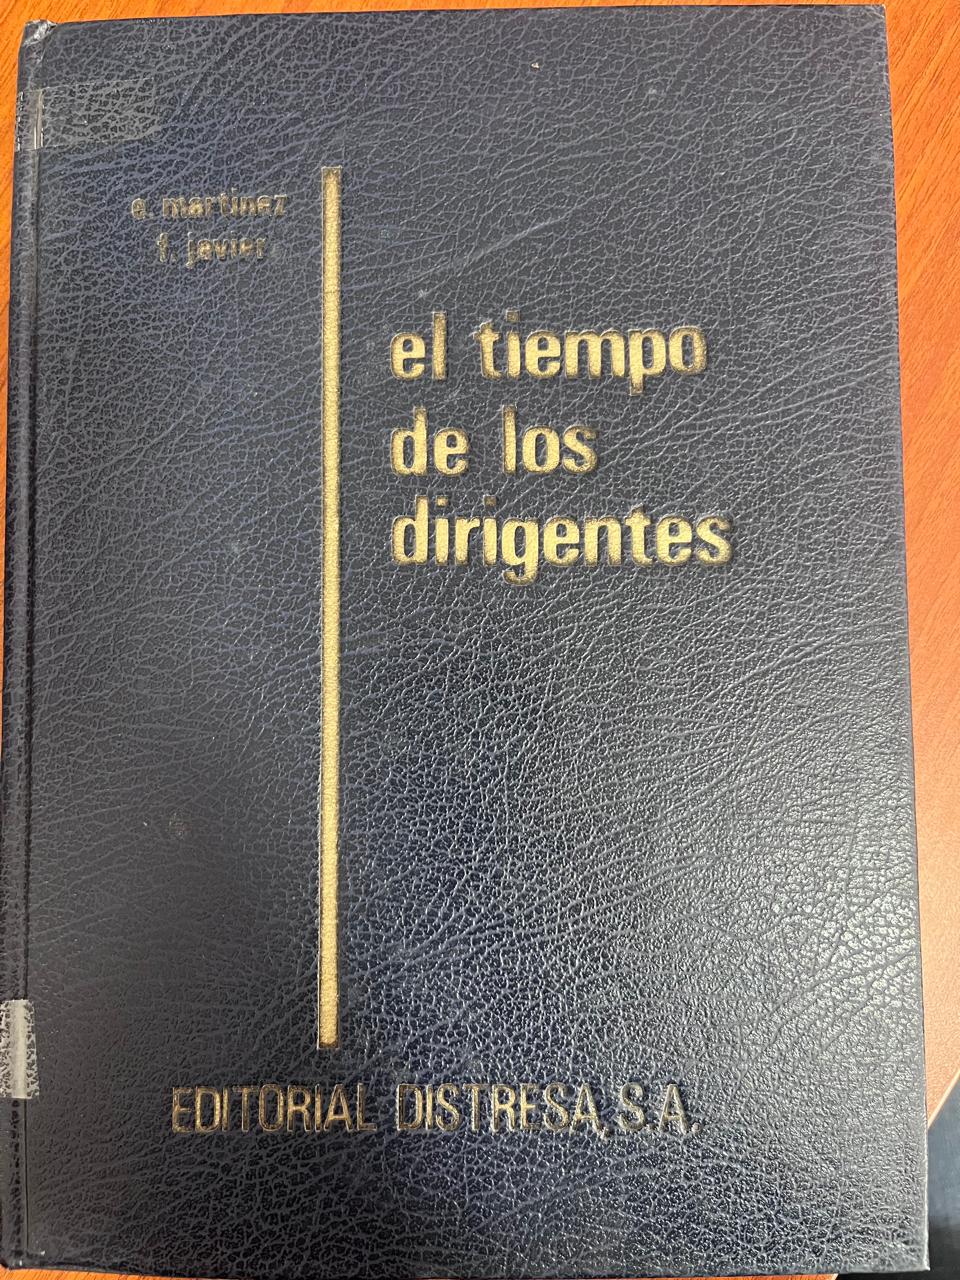 e. martinez
f. javier
el tiempo
de los
dirigentes
EDITORIAL DISTRESA, S.A.